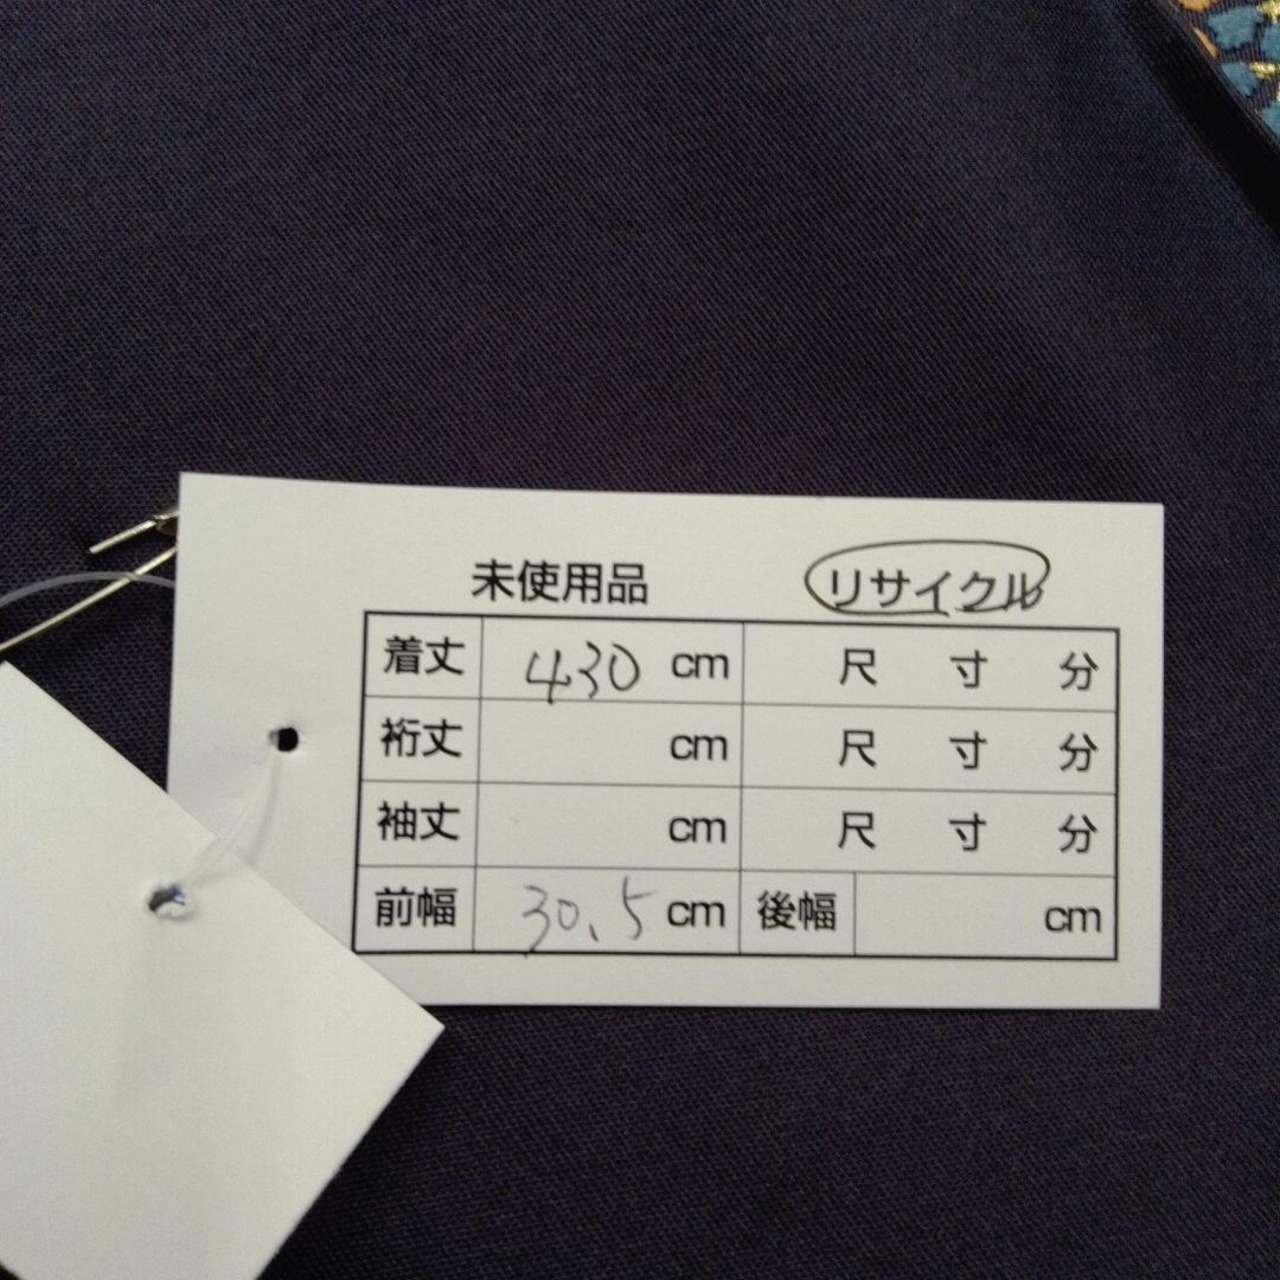 未使用品 リサイクル
着丈 430 cm 尺 寸 分
裄丈 cm 尺 寸 分
袖丈 cm 尺 寸 分
前幅 30.5 cm 後幅 cm